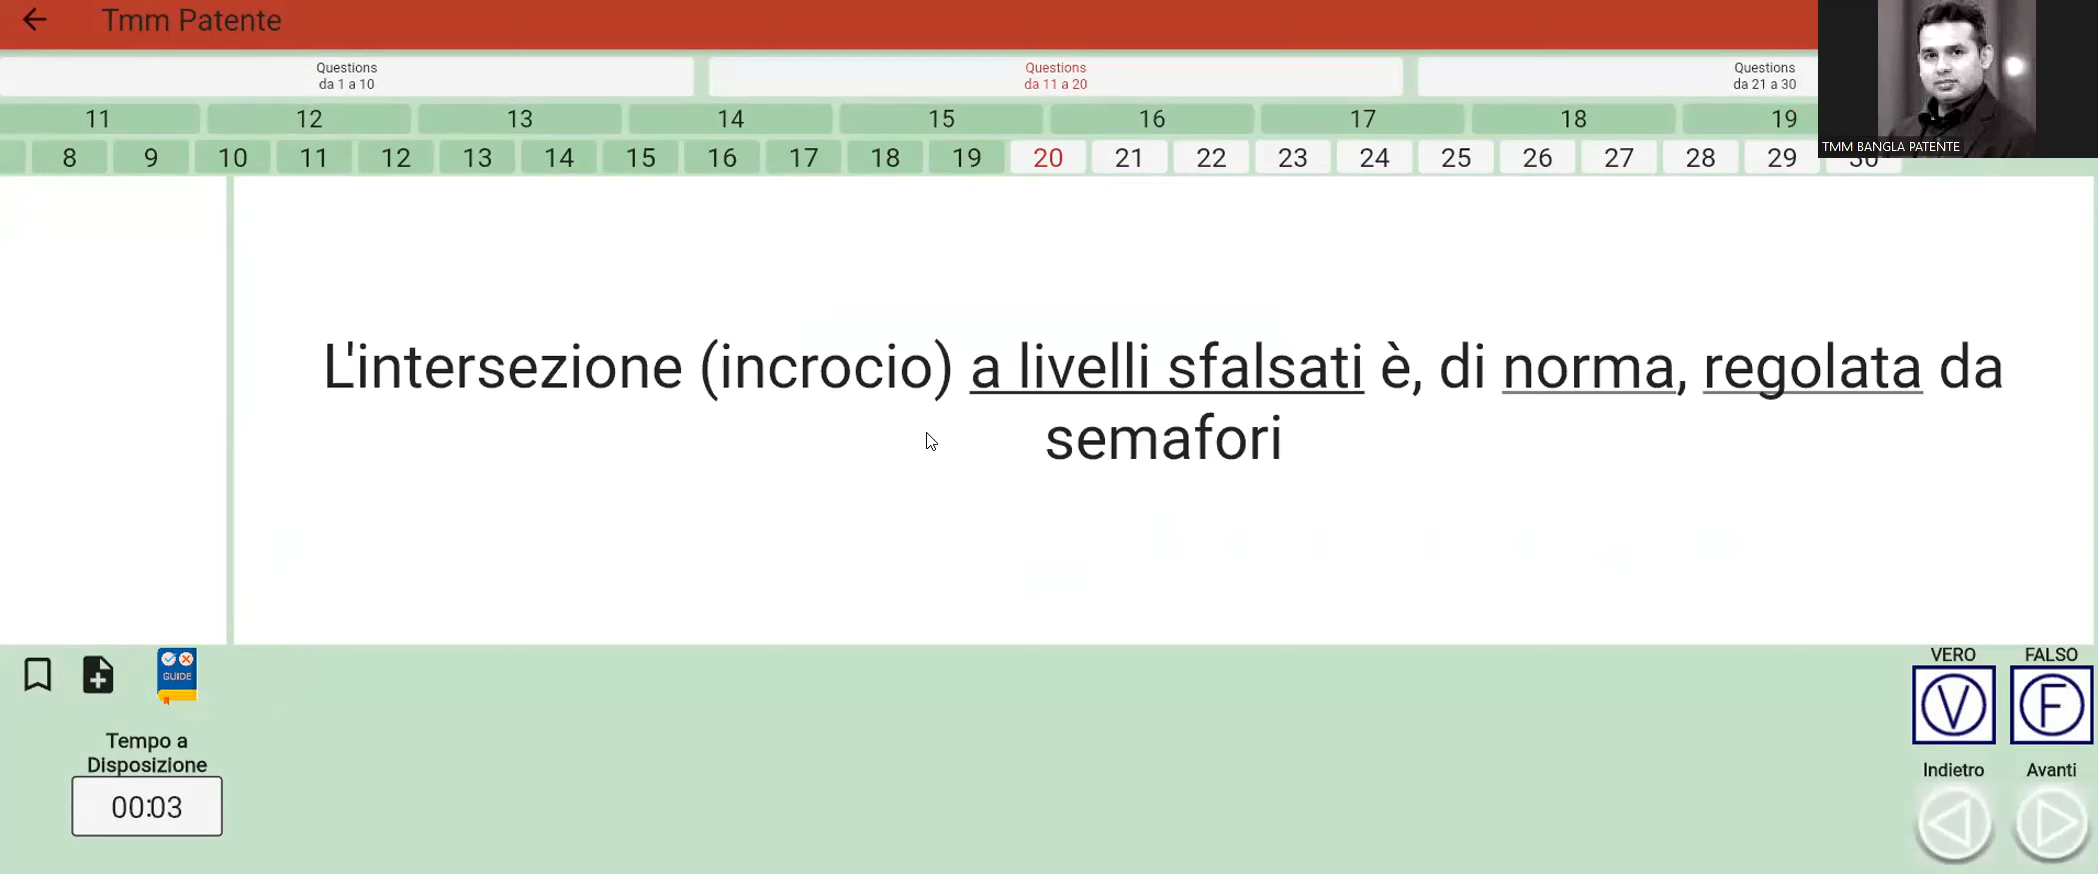 Tmm Patente
Questions
da 1 a 10
Questions
da 11 a 20
Questions
da 21 a 30
11 12 13 14 15 16 17 18 19
8 9 10 11 12 13 14 15 16 17 18 19 20 21 22 23 24 25 26 27 28 29 30
TMM BANGLA PATENTE
L'intersezione (incrocio) a livelli sfalsati è, di norma, regolata da
semafori
GUIDE
VERO FALSO
V F
Tempo a
Disposizione
00:03
Indietro Avanti